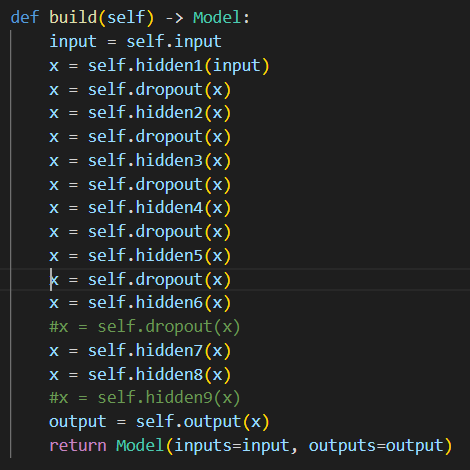 def build(self) -> Model:
    input = self.input
    x = self.hidden1(input)
    x = self.dropout(x)
    x = self.hidden2(x)
    x = self.dropout(x)
    x = self.hidden3(x)
    x = self.dropout(x)
    x = self.hidden4(x)
    x = self.dropout(x)
    x = self.hidden5(x)
    x = self.dropout(x)
    x = self.hidden6(x)
    #x = self.dropout(x)
    x = self.hidden7(x)
    x = self.hidden8(x)
    #x = self.hidden9(x)
    output = self.output(x)
    return Model(inputs=input, outputs=output)